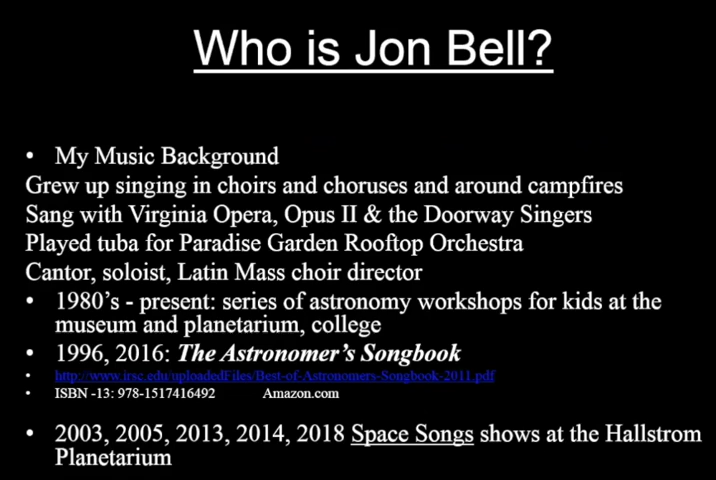 Who is Jon Bell?
• My Music Background
Grew up singing in choirs and choruses and around campfires
Sang with Virginia Opera, Opus II & the Doorway Singers
Played tuba for Paradise Garden Rooftop Orchestra
Cantor, soloist, Latin Mass choir director
• 1980's - present: series of astronomy workshops for kids at the
museum and planetarium, college
• 1996, 2016: The Astronomer's Songbook
• http://www.irsc.edu/uploadedFiles/Best-of-Astronomers-Songbook-2011.pdf
• ISBN -13: 978-1517416492 Amazon.com
• 2003, 2005, 2013, 2014, 2018 Space Songs shows at the Hallstrom
Planetarium